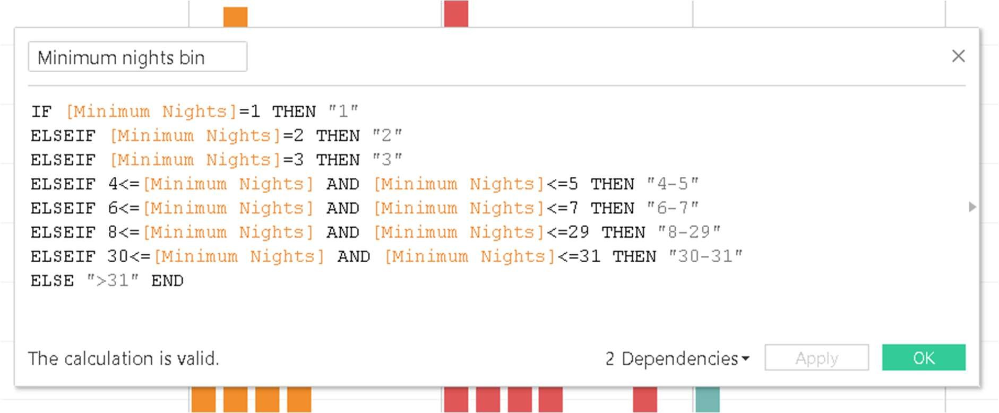 Minimum nights bin
IF [Minimum Nights]=1 THEN "1"
ELSEIF [Minimum Nights]=2 THEN "2"
ELSEIF [Minimum Nights]=3 THEN "3"
ELSEIF 4<=[Minimum Nights] AND [Minimum Nights]<=5 THEN "4-5"
ELSEIF 6<=[Minimum Nights] AND [Minimum Nights]<=7 THEN "6-7"
ELSEIF 8<=[Minimum Nights] AND [Minimum Nights]<=29 THEN "8-29"
ELSEIF 30<=[Minimum Nights] AND [Minimum Nights]<=31 THEN "30-31"
ELSE ">31" END
The calculation is valid.
2 Dependencies
Apply
OK